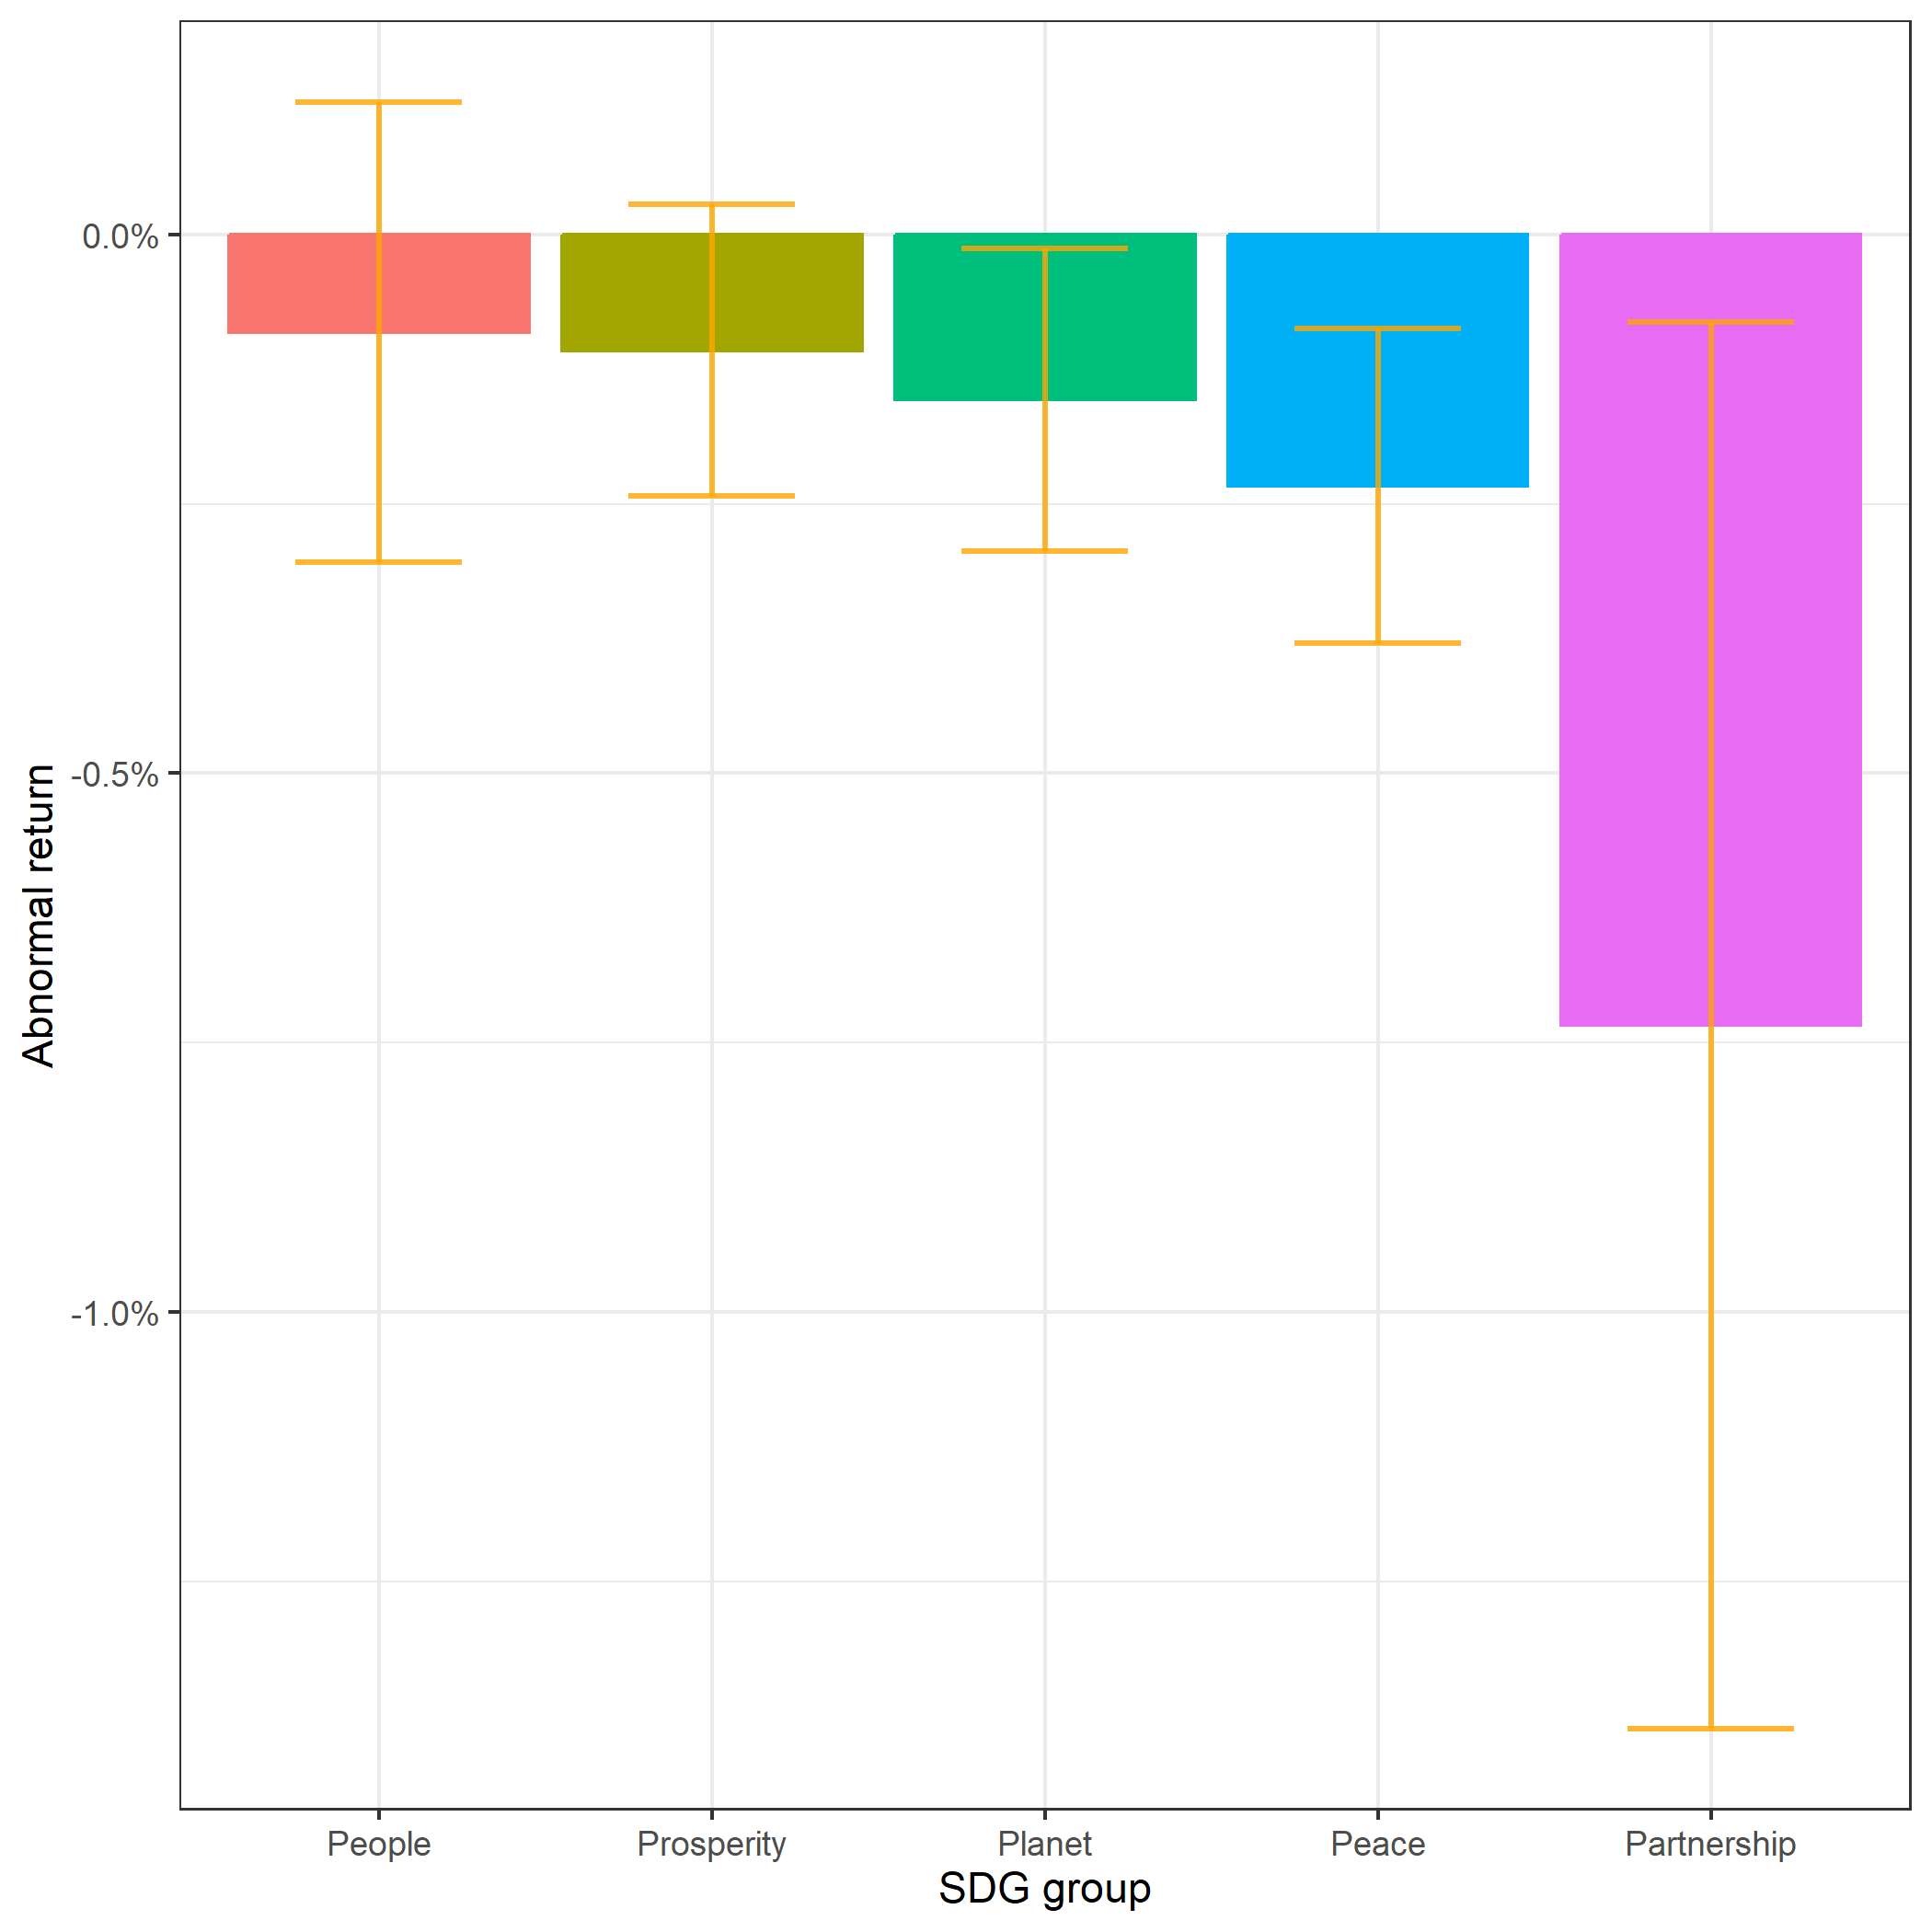 0.0%
-0.5%
-1.0%
Abnormal return
People
Prosperity
Planet
Peace
Partnership
SDG group